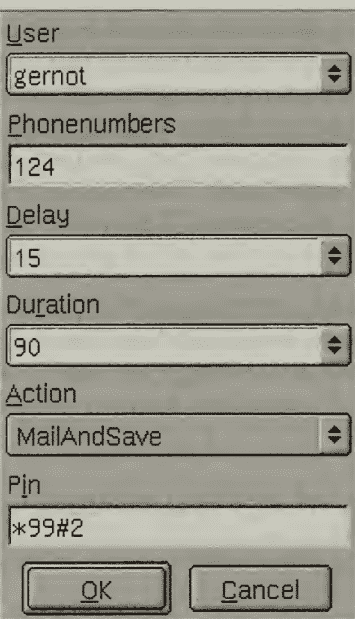 User
gernot
Phonenumbers
124
Delay
15
Duration
90
Action
MailAndSave
Pin
*99#2
OK
Cancel